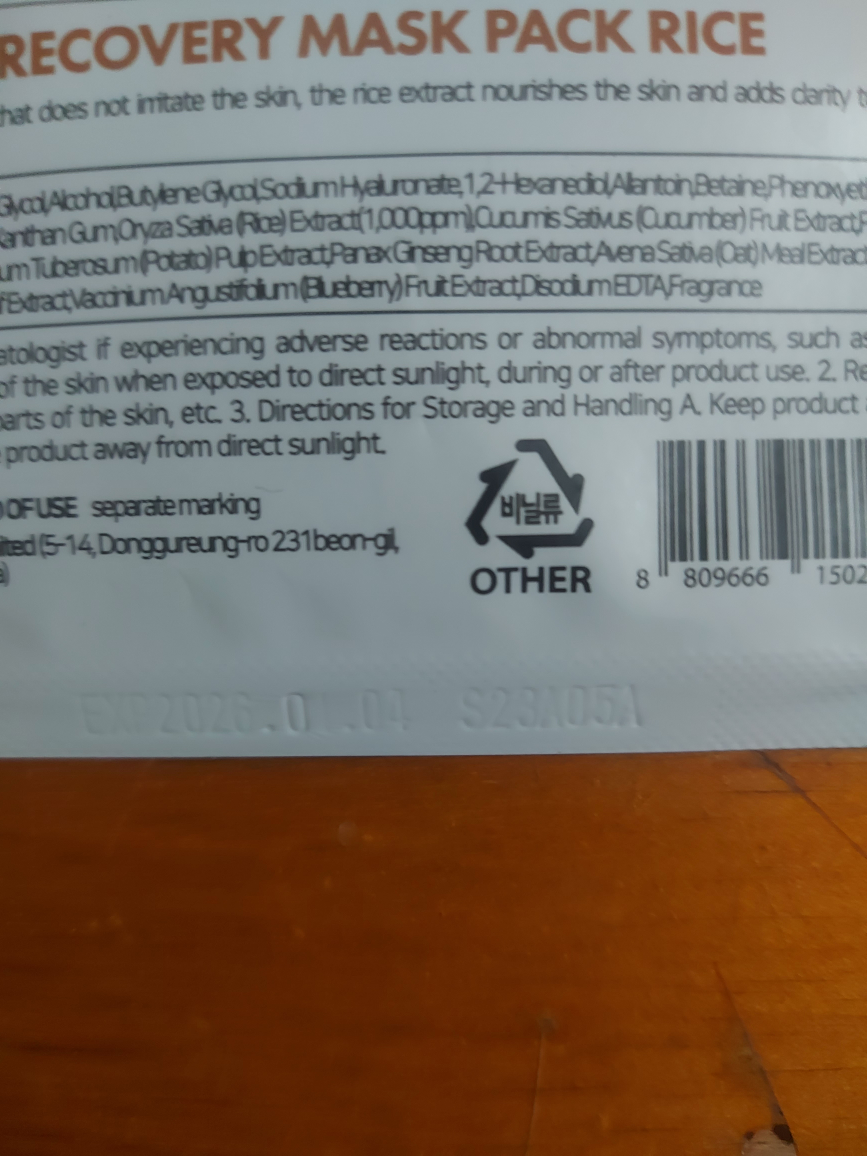 RECOVERY MASK PACK RICE
hat does not irritate the skin, the rice extract nourishes the skin and adds clarity t
Glycol,Alcohol,Butylene Glycol,Sodium Hyaluronate,1,2-Hexanediol,Allantoin,Betaine,Phenoxyet
Xanthan Gum,Oryza Sativa (Rice) Extract(1,000ppm),Cucumis Sativus (Cucumber) Fruit Extract,
um Tuberosum (Potato) Pulp Extract,Panax Ginseng Root Extract,Avena Sativa (Oat) Meal Extract
f Extract,Vaccinium Angustifolium (Blueberry) Fruit Extract,Disodium EDTA,Fragrance
atologist if experiencing adverse reactions or abnormal symptoms, such as
of the skin when exposed to direct sunlight, during or after product use. 2. Re
parts of the skin, etc. 3. Directions for Storage and Handling A. Keep product
product away from direct sunlight.
D OF USE separate marking
ited (5-14, Donggureung-ro 231beon-gil,
a)
비닐류
OTHER
8 809666 1502
EXP2026.01.04 S23A05A